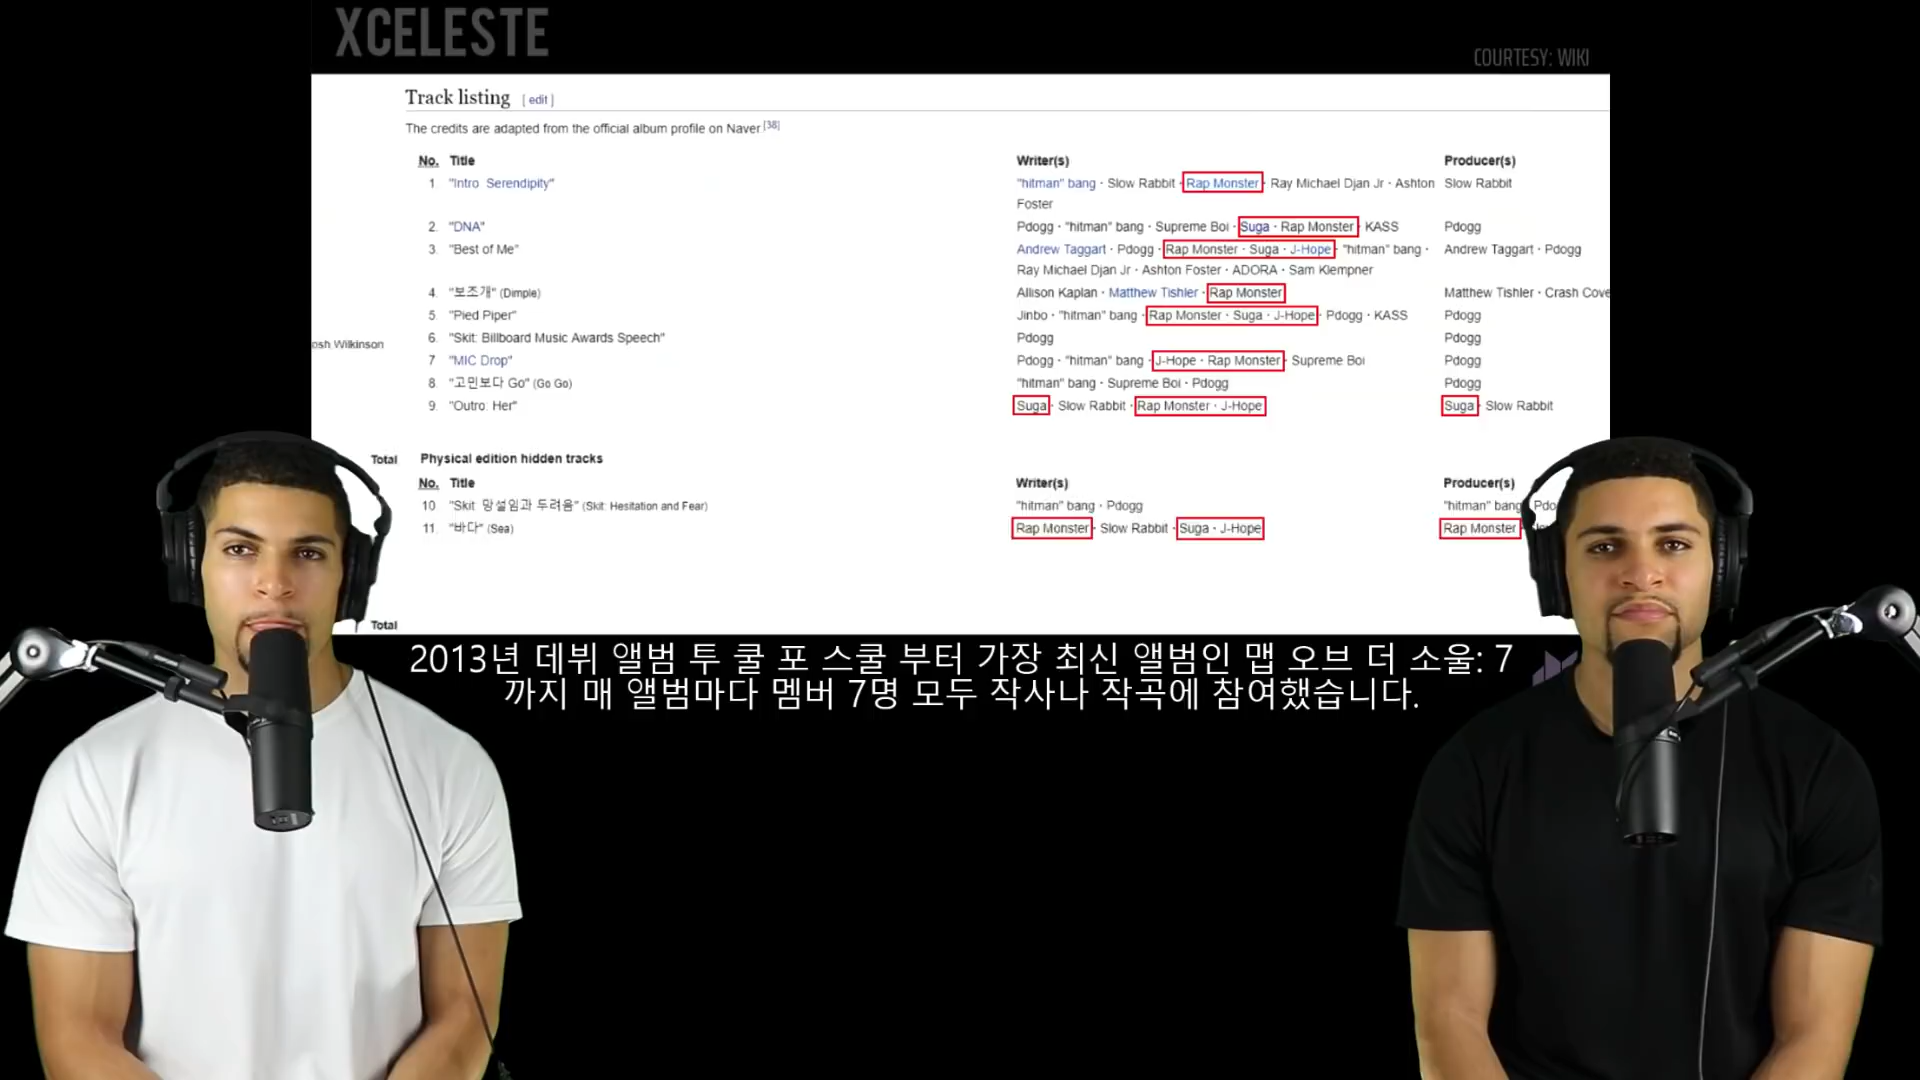 XCELESTE
COURTESY: WIKI
Track listing [ edit ]
The credits are adapted from the official album profile on Naver [38]
No. Title Writer(s) Producer(s)
1. "Intro Serendipity" "hitman" bang · Slow Rabbit · Rap Monster · Ray Michael Djan Jr · Ashton Slow Rabbit
Foster
2. "DNA" Pdogg · "hitman" bang · Supreme Boi · Suga · Rap Monster · KASS Pdogg
3. "Best of Me" Andrew Taggart · Pdogg · Rap Monster · Suga · J-Hope · "hitman" bang · Andrew Taggart · Pdogg
Ray Michael Djan Jr · Ashton Foster · ADORA · Sam Klempner
4. "보조개" (Dimple) Allison Kaplan · Matthew Tishler · Rap Monster Matthew Tishler · Crash Cove
5. "Pied Piper" Jinbo · "hitman" bang · Rap Monster · Suga · J-Hope · Pdogg · KASS Pdogg
6. "Skit: Billboard Music Awards Speech" Pdogg Pdogg
osh Wilkinson
7 "MIC Drop" Pdogg · "hitman" bang · J-Hope · Rap Monster · Supreme Boi Pdogg
8. "고민보다 Go" (Go Go) "hitman" bang · Supreme Boi · Pdogg Pdogg
9. "Outro: Her" Suga · Slow Rabbit · Rap Monster · J-Hope Suga · Slow Rabbit
Total Physical edition hidden tracks
No. Title Writer(s) Producer(s)
10 "Skit 망설임과 두려움" (Skit: Hesitation and Fear) "hitman" bang · Pdogg "hitman" bang Pdo
11. "바다" (Sea) Rap Monster · Slow Rabbit · Suga · J-Hope Rap Monster
Total
2013년 데뷔 앨범 투 쿨 포 스쿨 부터 가장 최신 앨범인 맵 오브 더 소울: 7
까지 매 앨범마다 멤버 7명 모두 작사나 작곡에 참여했습니다.